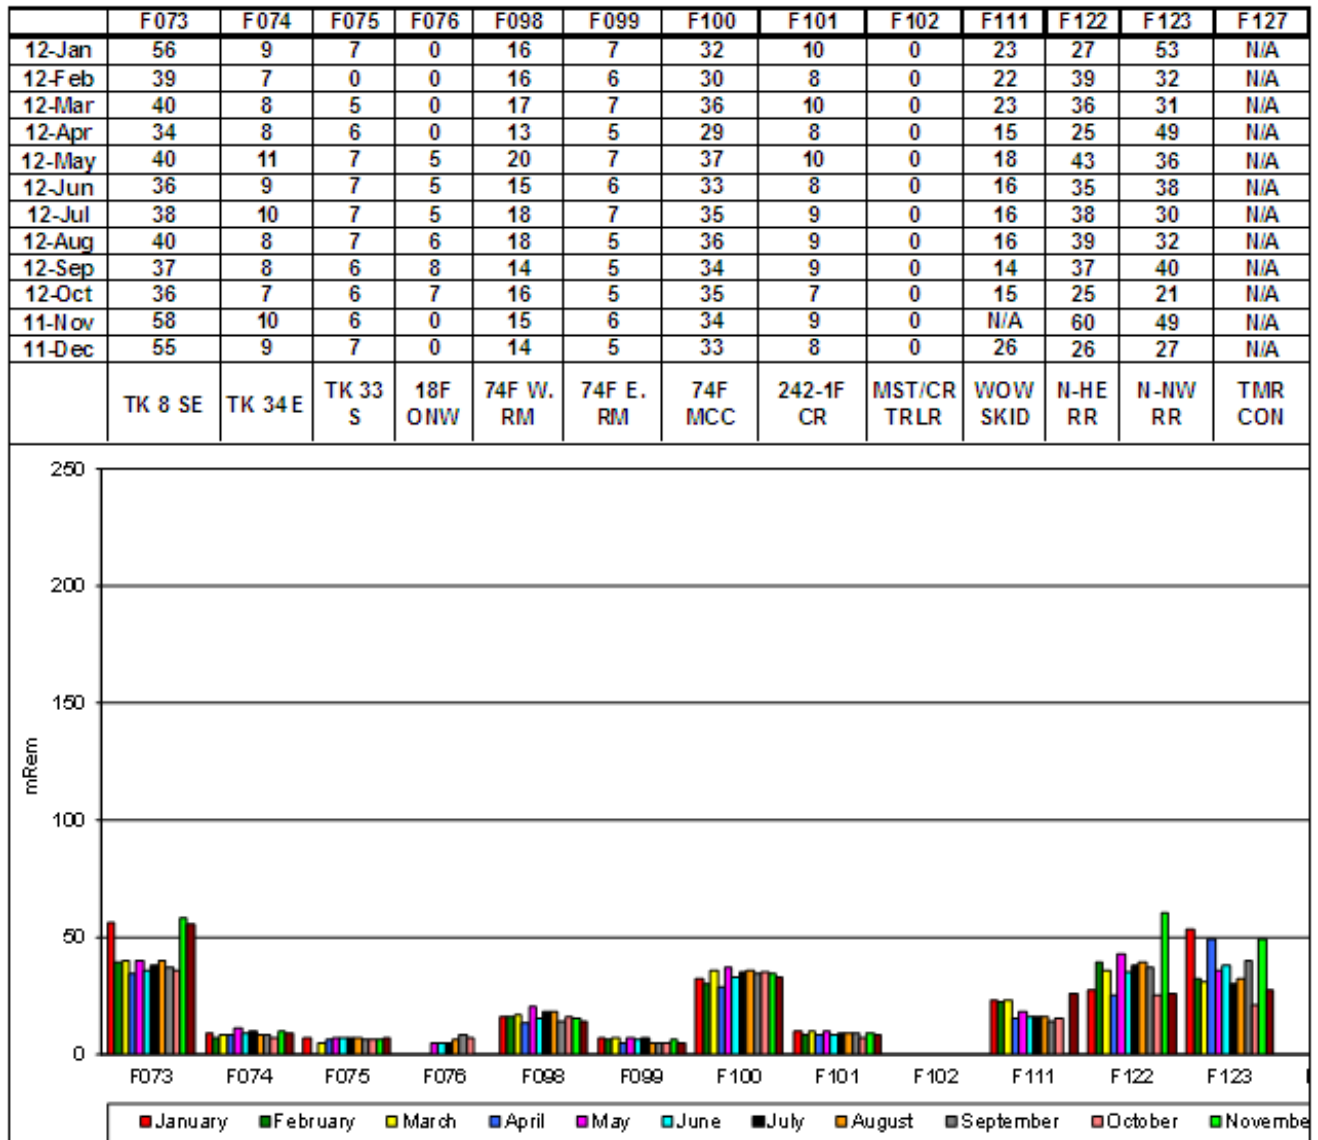 F073 F074 F075 F076 F098 F099 F100 F101 F102 F111 F122 F123 F127
12-Jan 56 9 7 0 16 7 32 10 0 23 27 53 N/A
12-Feb 39 7 0 0 16 6 30 8 0 22 39 32 N/A
12-Mar 40 8 5 0 17 7 36 10 0 23 36 31 N/A
12-Apr 34 8 6 0 13 5 29 8 0 15 25 49 N/A
12-May 40 11 7 5 20 7 37 10 0 18 43 36 N/A
12-Jun 36 9 7 5 15 6 33 8 0 16 35 38 N/A
12-Jul 38 10 7 5 18 7 35 9 0 16 38 30 N/A
12-Aug 40 8 7 6 18 5 36 9 0 16 39 32 N/A
12-Sep 37 8 6 8 14 5 34 9 0 14 37 40 N/A
12-Oct 36 7 6 7 16 5 35 7 0 15 25 21 N/A
11-Nov 58 10 6 0 15 6 34 9 0 N/A 60 49 N/A
11-Dec 55 9 7 0 14 5 33 8 0 26 26 27 N/A
TK 8 SE TK 34 E TK 33 S 18F ONW 74F W. RM 74F E. RM 74F MCC 242-1F CR MST/CR TRLR WOW SKID N-HE RR N-NW RR TMR CON
250
200
150
100
50
0
mRem
F073 F074 F075 F076 F098 F099 F100 F101 F102 F111 F122 F123
January February March April May June July August September October Novembe